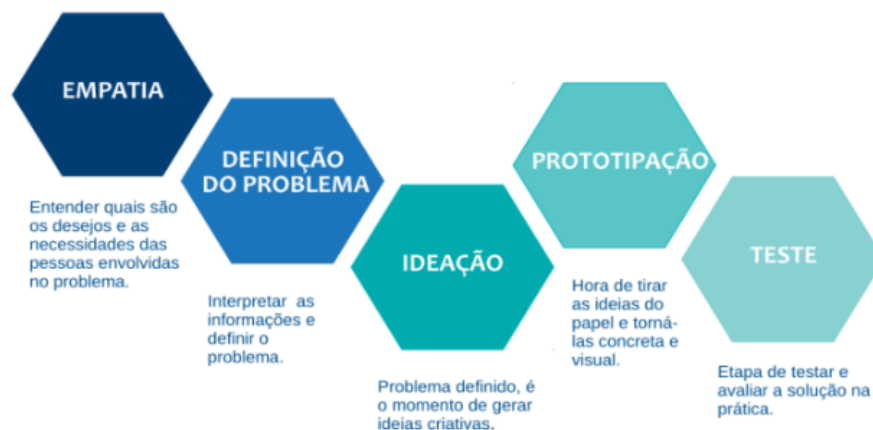 EMPATIA
Entender quais são
os desejos e as
necessidades das
pessoas envolvidas
no problema.
DEFINIÇÃO
DO PROBLEMA
Interpretar as
informações e
definir o
problema.
IDEAÇÃO
Problema definido, é
o momento de gerar
ideias criativas.
PROTOTIPAÇÃO
Hora de tirar
as ideias do
papel e torná-
las concreta e
visual.
TESTE
Etapa de testar e
avaliar a solução na
prática.